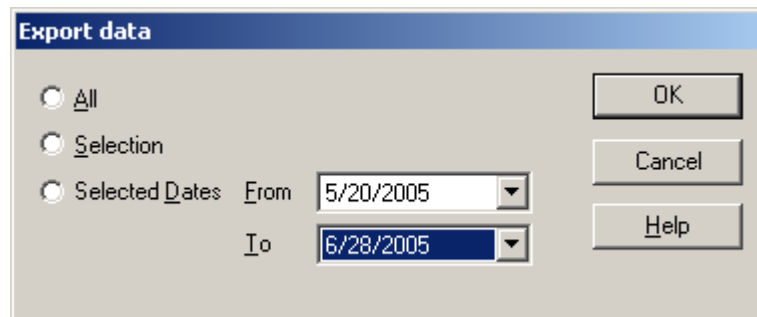 Export data
All
OK
Selection
Cancel
Selected Dates From 5/20/2005
Help
To 6/28/2005